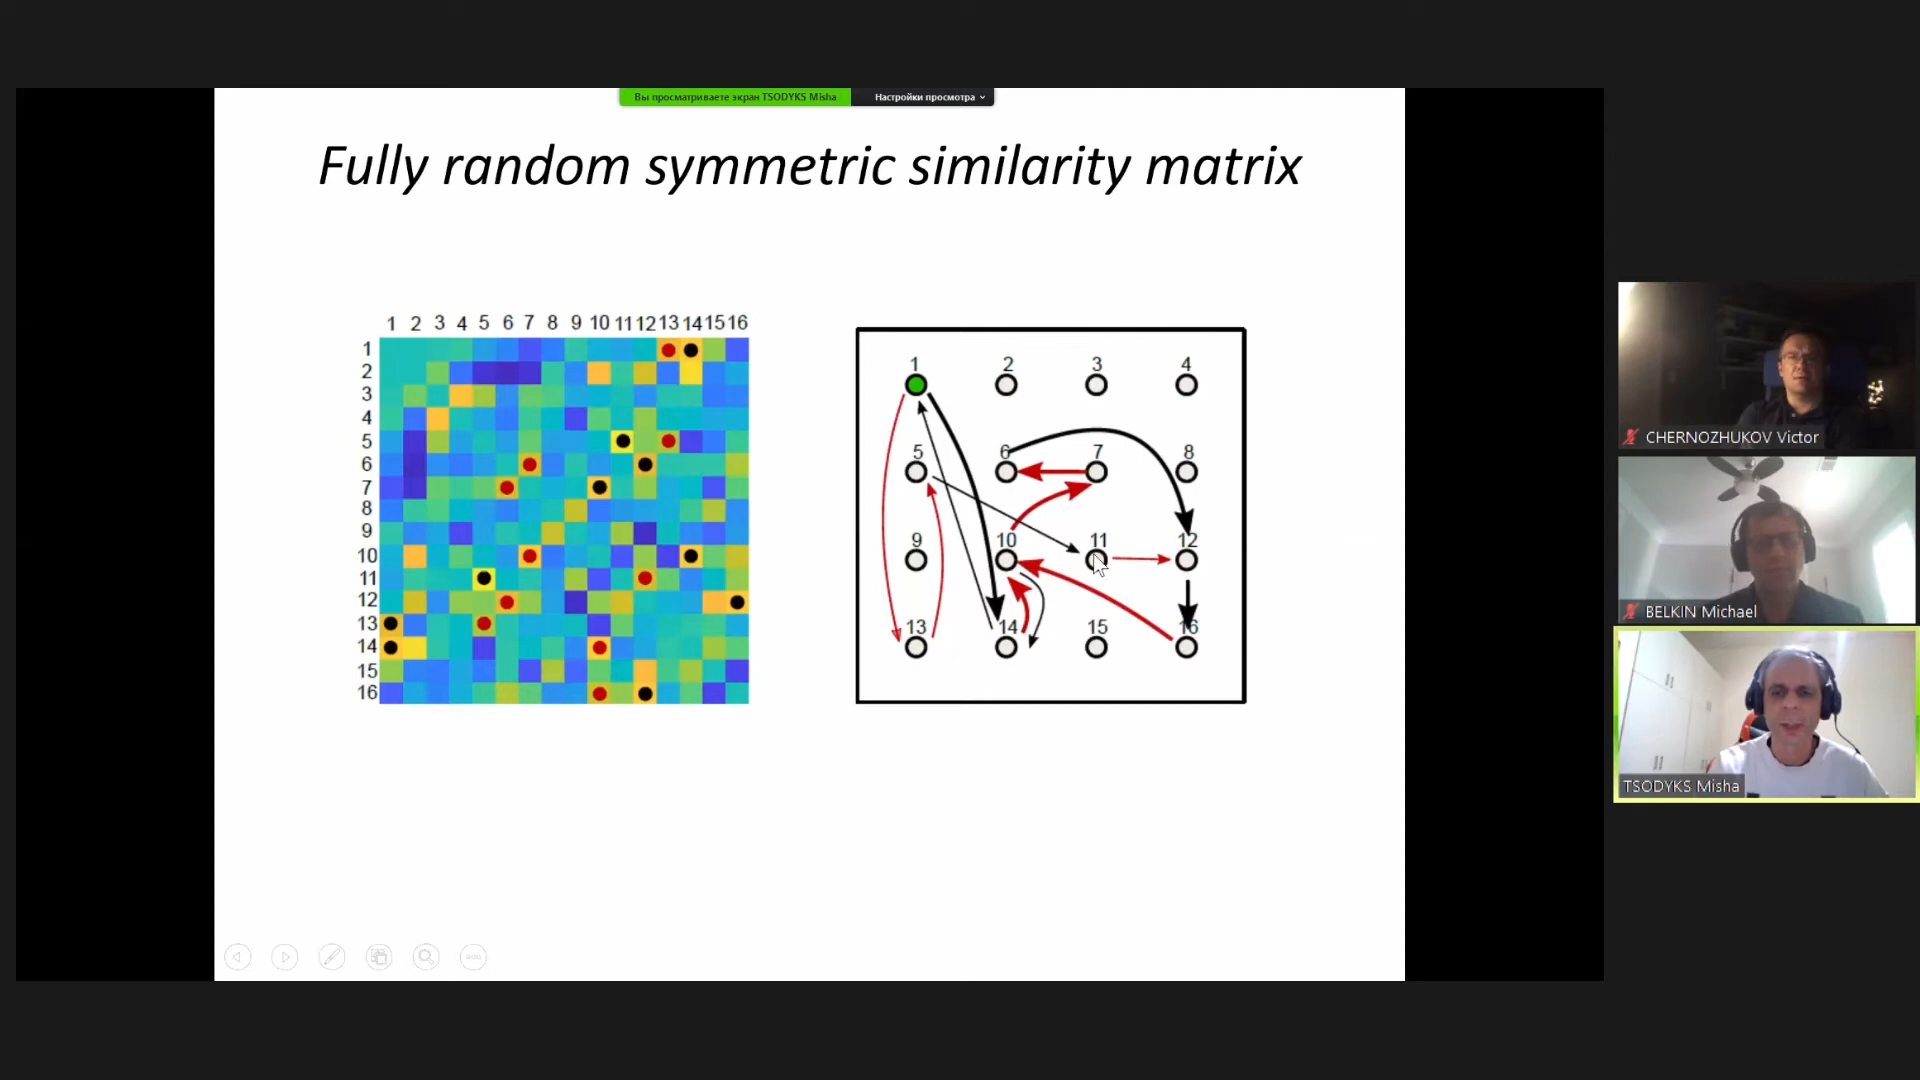 Вы просматриваете экран TSODYKS Misha
Настройки просмотра
Fully random symmetric similarity matrix
1 2 3 4 5 6 7 8 9 10 11 12 13 14 15 16
1
2
3
4
5
6
7
8
9
10
11
12
13
14
15
16
1 2 3 4
5 6 7 8
9 10 11 12
13 14 15 16
CHERNOZHUKOV Victor
BELKIN Michael
TSODYKS Misha